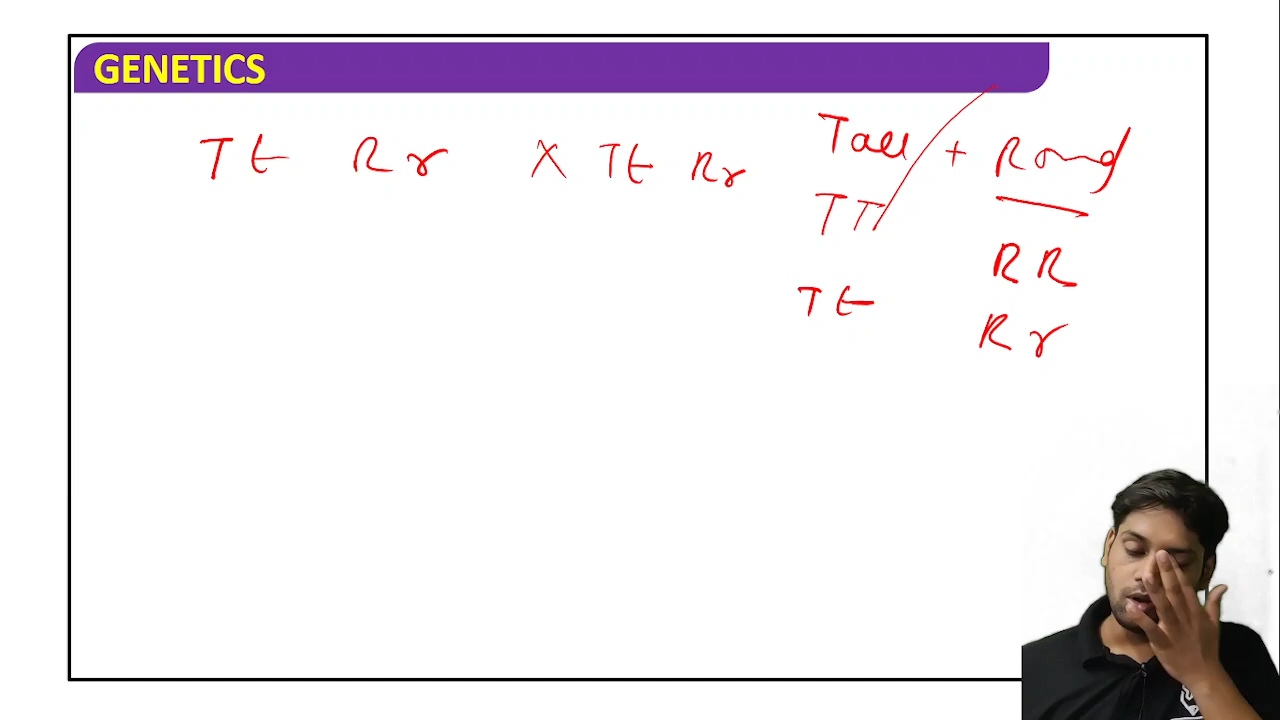 GENETICS
Tt Rr X Tt Rr
Tall + Round
TT
RR
Tt
Rr